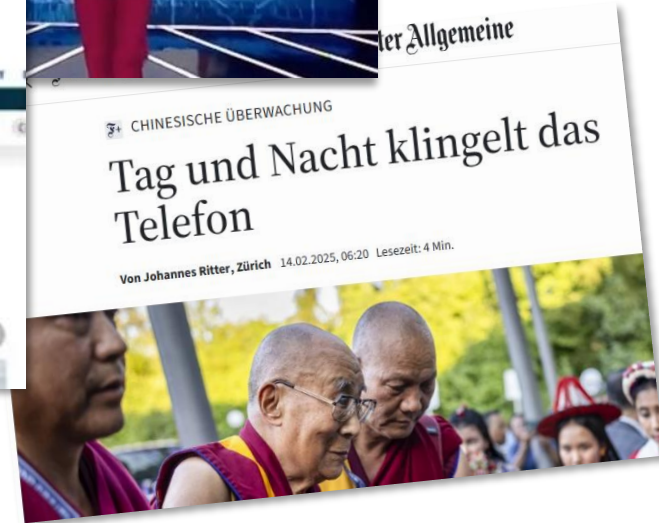 ter Allgemeine
F+ CHINESISCHE ÜBERWACHUNG
Tag und Nacht klingelt das
Telefon
Von Johannes Ritter, Zürich 14.02.2025, 06:20 Lesezeit: 4 Min.